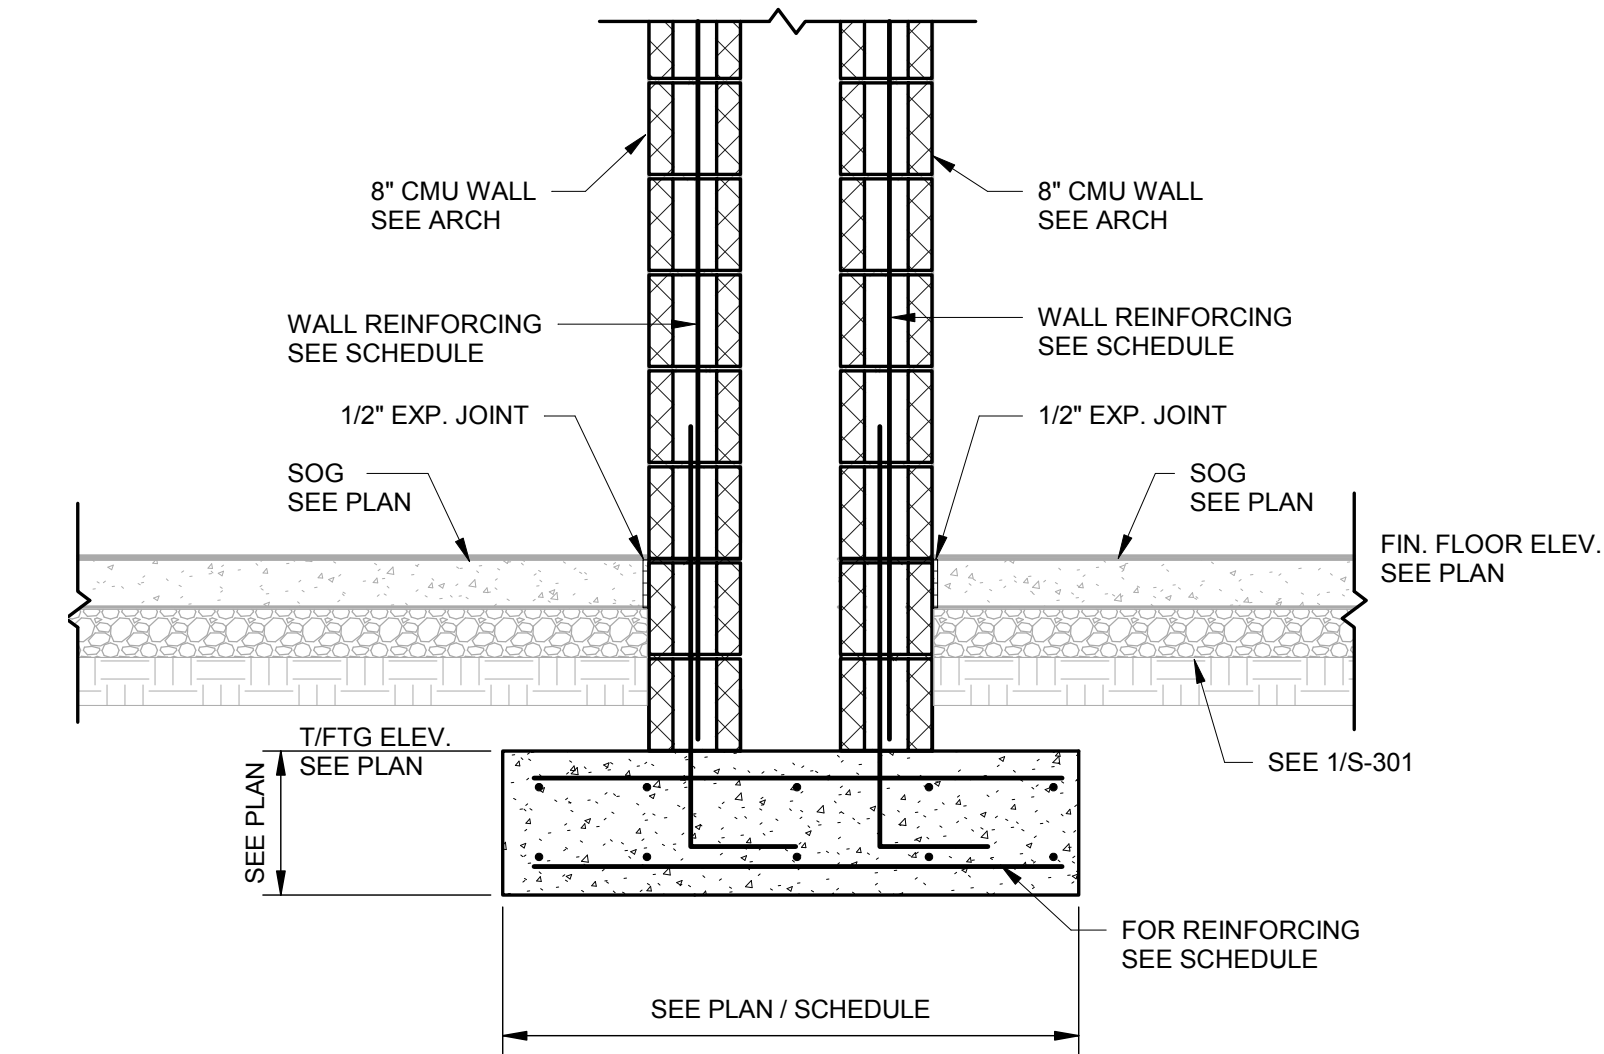 8" CMU WALL
SEE ARCH
8" CMU WALL
SEE ARCH
WALL REINFORCING
SEE SCHEDULE
WALL REINFORCING
SEE SCHEDULE
1/2" EXP. JOINT
1/2" EXP. JOINT
SOG
SEE PLAN
SOG
SEE PLAN
FIN. FLOOR ELEV.
SEE PLAN
T/FTG ELEV.
SEE PLAN
SEE PLAN
SEE 1/S-301
FOR REINFORCING
SEE SCHEDULE
SEE PLAN / SCHEDULE